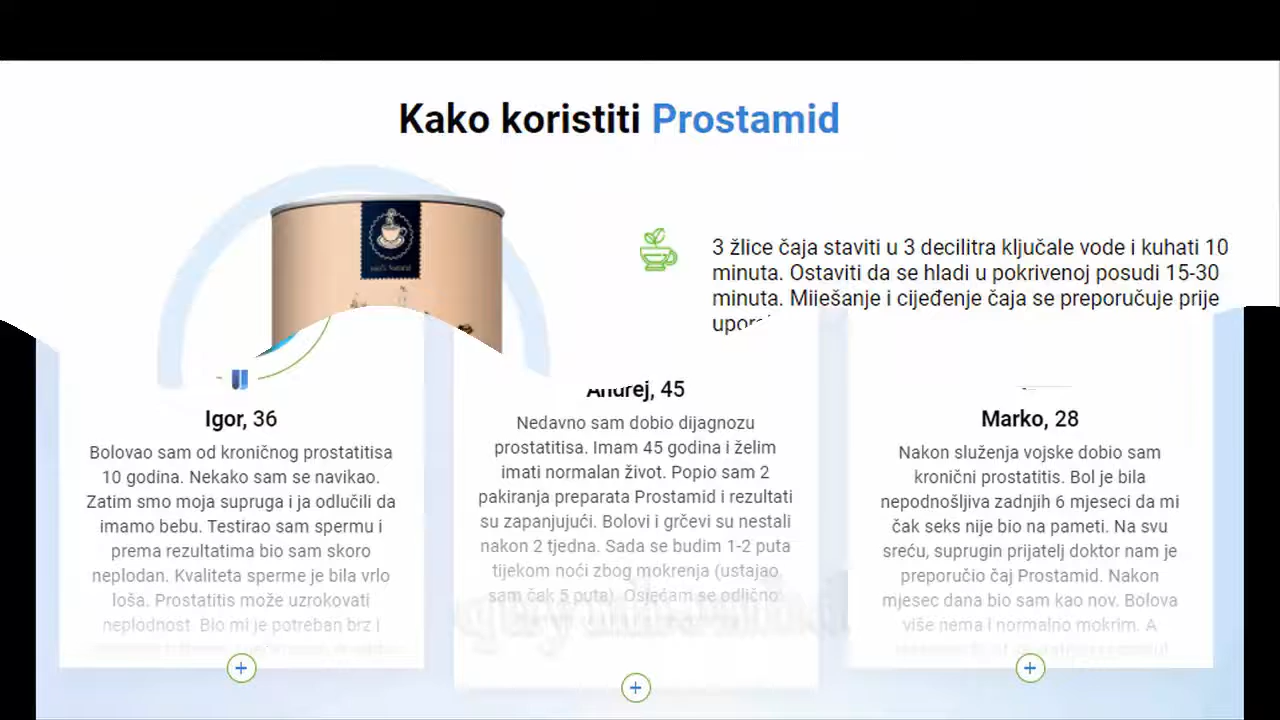 Kako koristiti Prostamid
100% Natural
3 žlice čaja staviti u 3 decilitra ključale vode i kuhati 10
minuta. Ostaviti da se hladi u pokrivenoj posudi 15-30
minuta. Miiešanje i cijeđenje čaja se preporučuje prije
Igor, 36
Bolovao sam od kroničnog prostatitisa
10 godina. Nekako sam se navikao.
Zatim smo moja supruga i ja odlučili da
imamo bebu. Testirao sam spermu i
prema rezultatima bio sam skoro
neplodan. Kvaliteta sperme je bila vrlo
loša. Prostatitis može uzrokovati
neplodnost. Bio mi je potreban brz i
Andrej, 45
Nedavno sam dobio dijagnozu
prostatitisa. Imam 45 godina i želim
imati normalan život. Popio sam 2
pakiranja preparata Prostamid i rezultati
su zapanjujući. Bolovi i grčevi su nestali
nakon 2 tjedna. Sada se budim 1-2 puta
tijekom noći zbog mokrenja (ustajao
sam čak 5 puta). Osjećam se odlično!
Marko, 28
Nakon služenja vojske dobio sam
kronični prostatitis. Bol je bila
nepodnošljiva zadnjih 6 mjeseci da mi
čak seks nije bio na pameti. Na svu
sreću, suprugin prijatelj doktor nam je
preporučio čaj Prostamid. Nakon
mjesec dana bio sam kao nov. Bolova
više nema i normalno mokrim. A